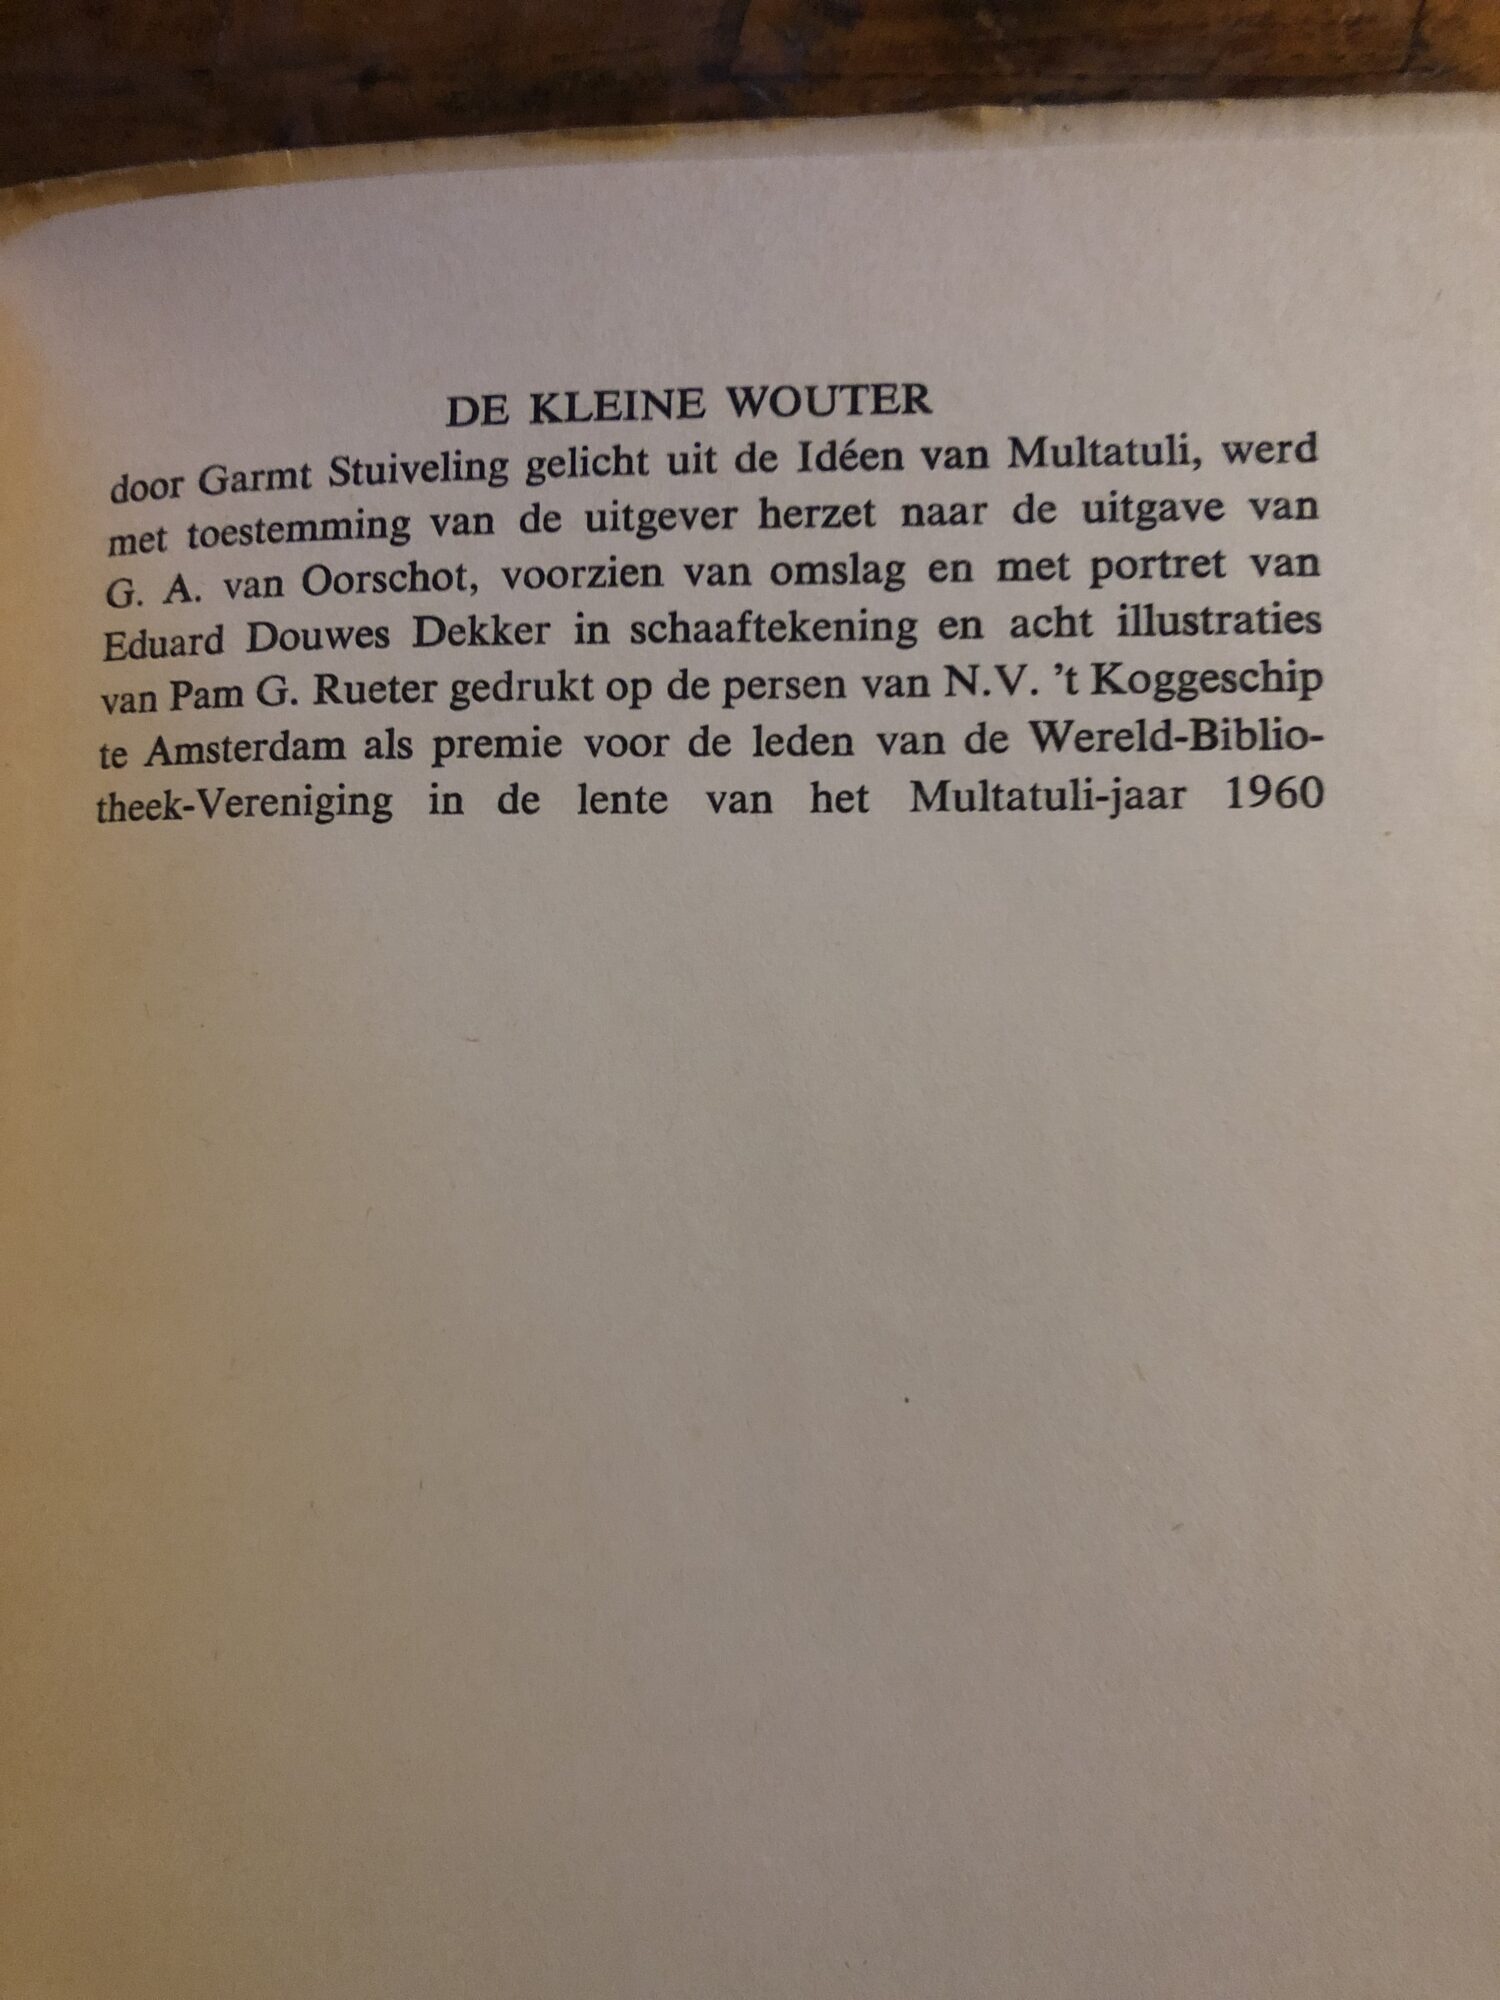 DE KLEINE WOUTER
door Garmt Stuiveling gelicht uit de Idéen van Multatuli, werd
met toestemming van de uitgever herzet naar de uitgave van
G. A. van Oorschot, voorzien van omslag en met portret van
Eduard Douwes Dekker in schaaftekening en acht illustraties
van Pam G. Rueter gedrukt op de persen van N.V. 't Koggeschip
te Amsterdam als premie voor de leden van de Wereld-Biblio-
theek-Vereniging in de lente van het Multatuli-jaar 1960